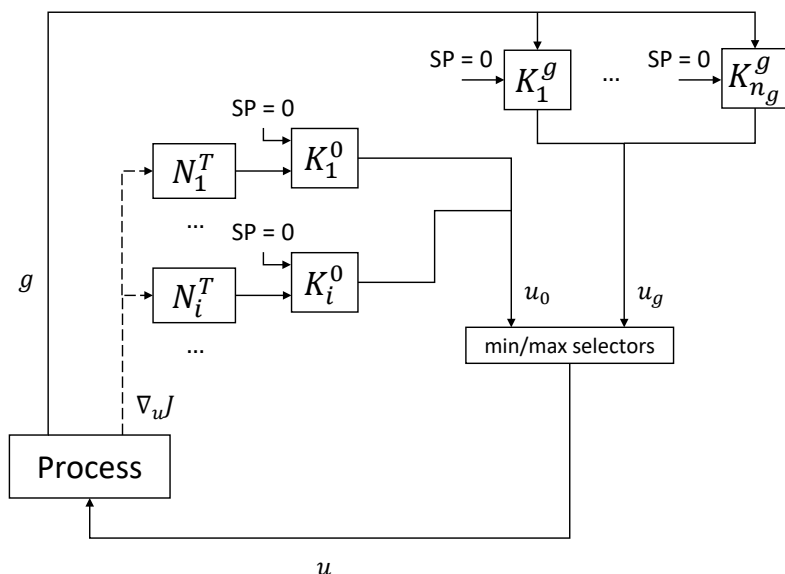 SP = 0
K_1^g
...
SP = 0
K_{n_g}^g
SP = 0
N_1^T
K_1^0
...
SP = 0
N_i^T
K_i^0
...
g
u_0
u_g
min/max selectors
∇_u J
Process
u